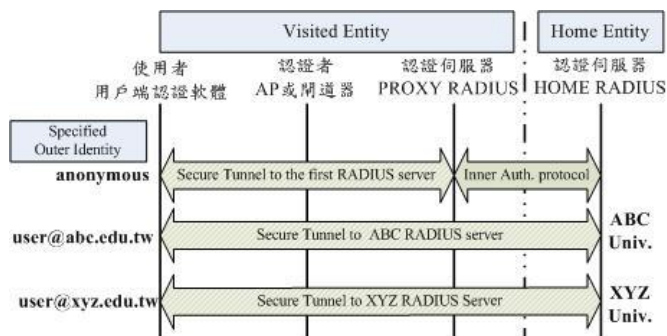 Visited Entity
Home Entity
使用者
用戶端認證軟體
認證者
AP或閘道器
認證伺服器
PROXY RADIUS
認證伺服器
HOME RADIUS
Specified
Outer Identity
anonymous
Secure Tunnel to the first RADIUS server
Inner Auth. protocol
user@abc.edu.tw
Secure Tunnel to ABC RADIUS server
ABC
Univ.
user@xyz.edu.tw
Secure Tunnel to XYZ RADIUS Server
XYZ
Univ.